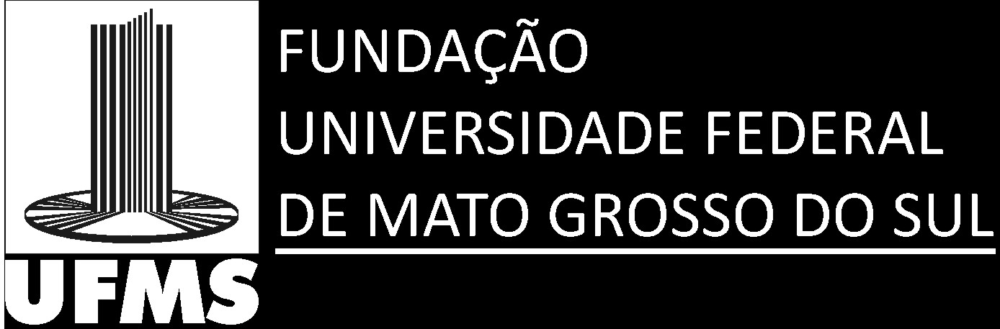 FUNDAÇÃO
UNIVERSIDADE FEDERAL
DE MATO GROSSO DO SUL
UFMS